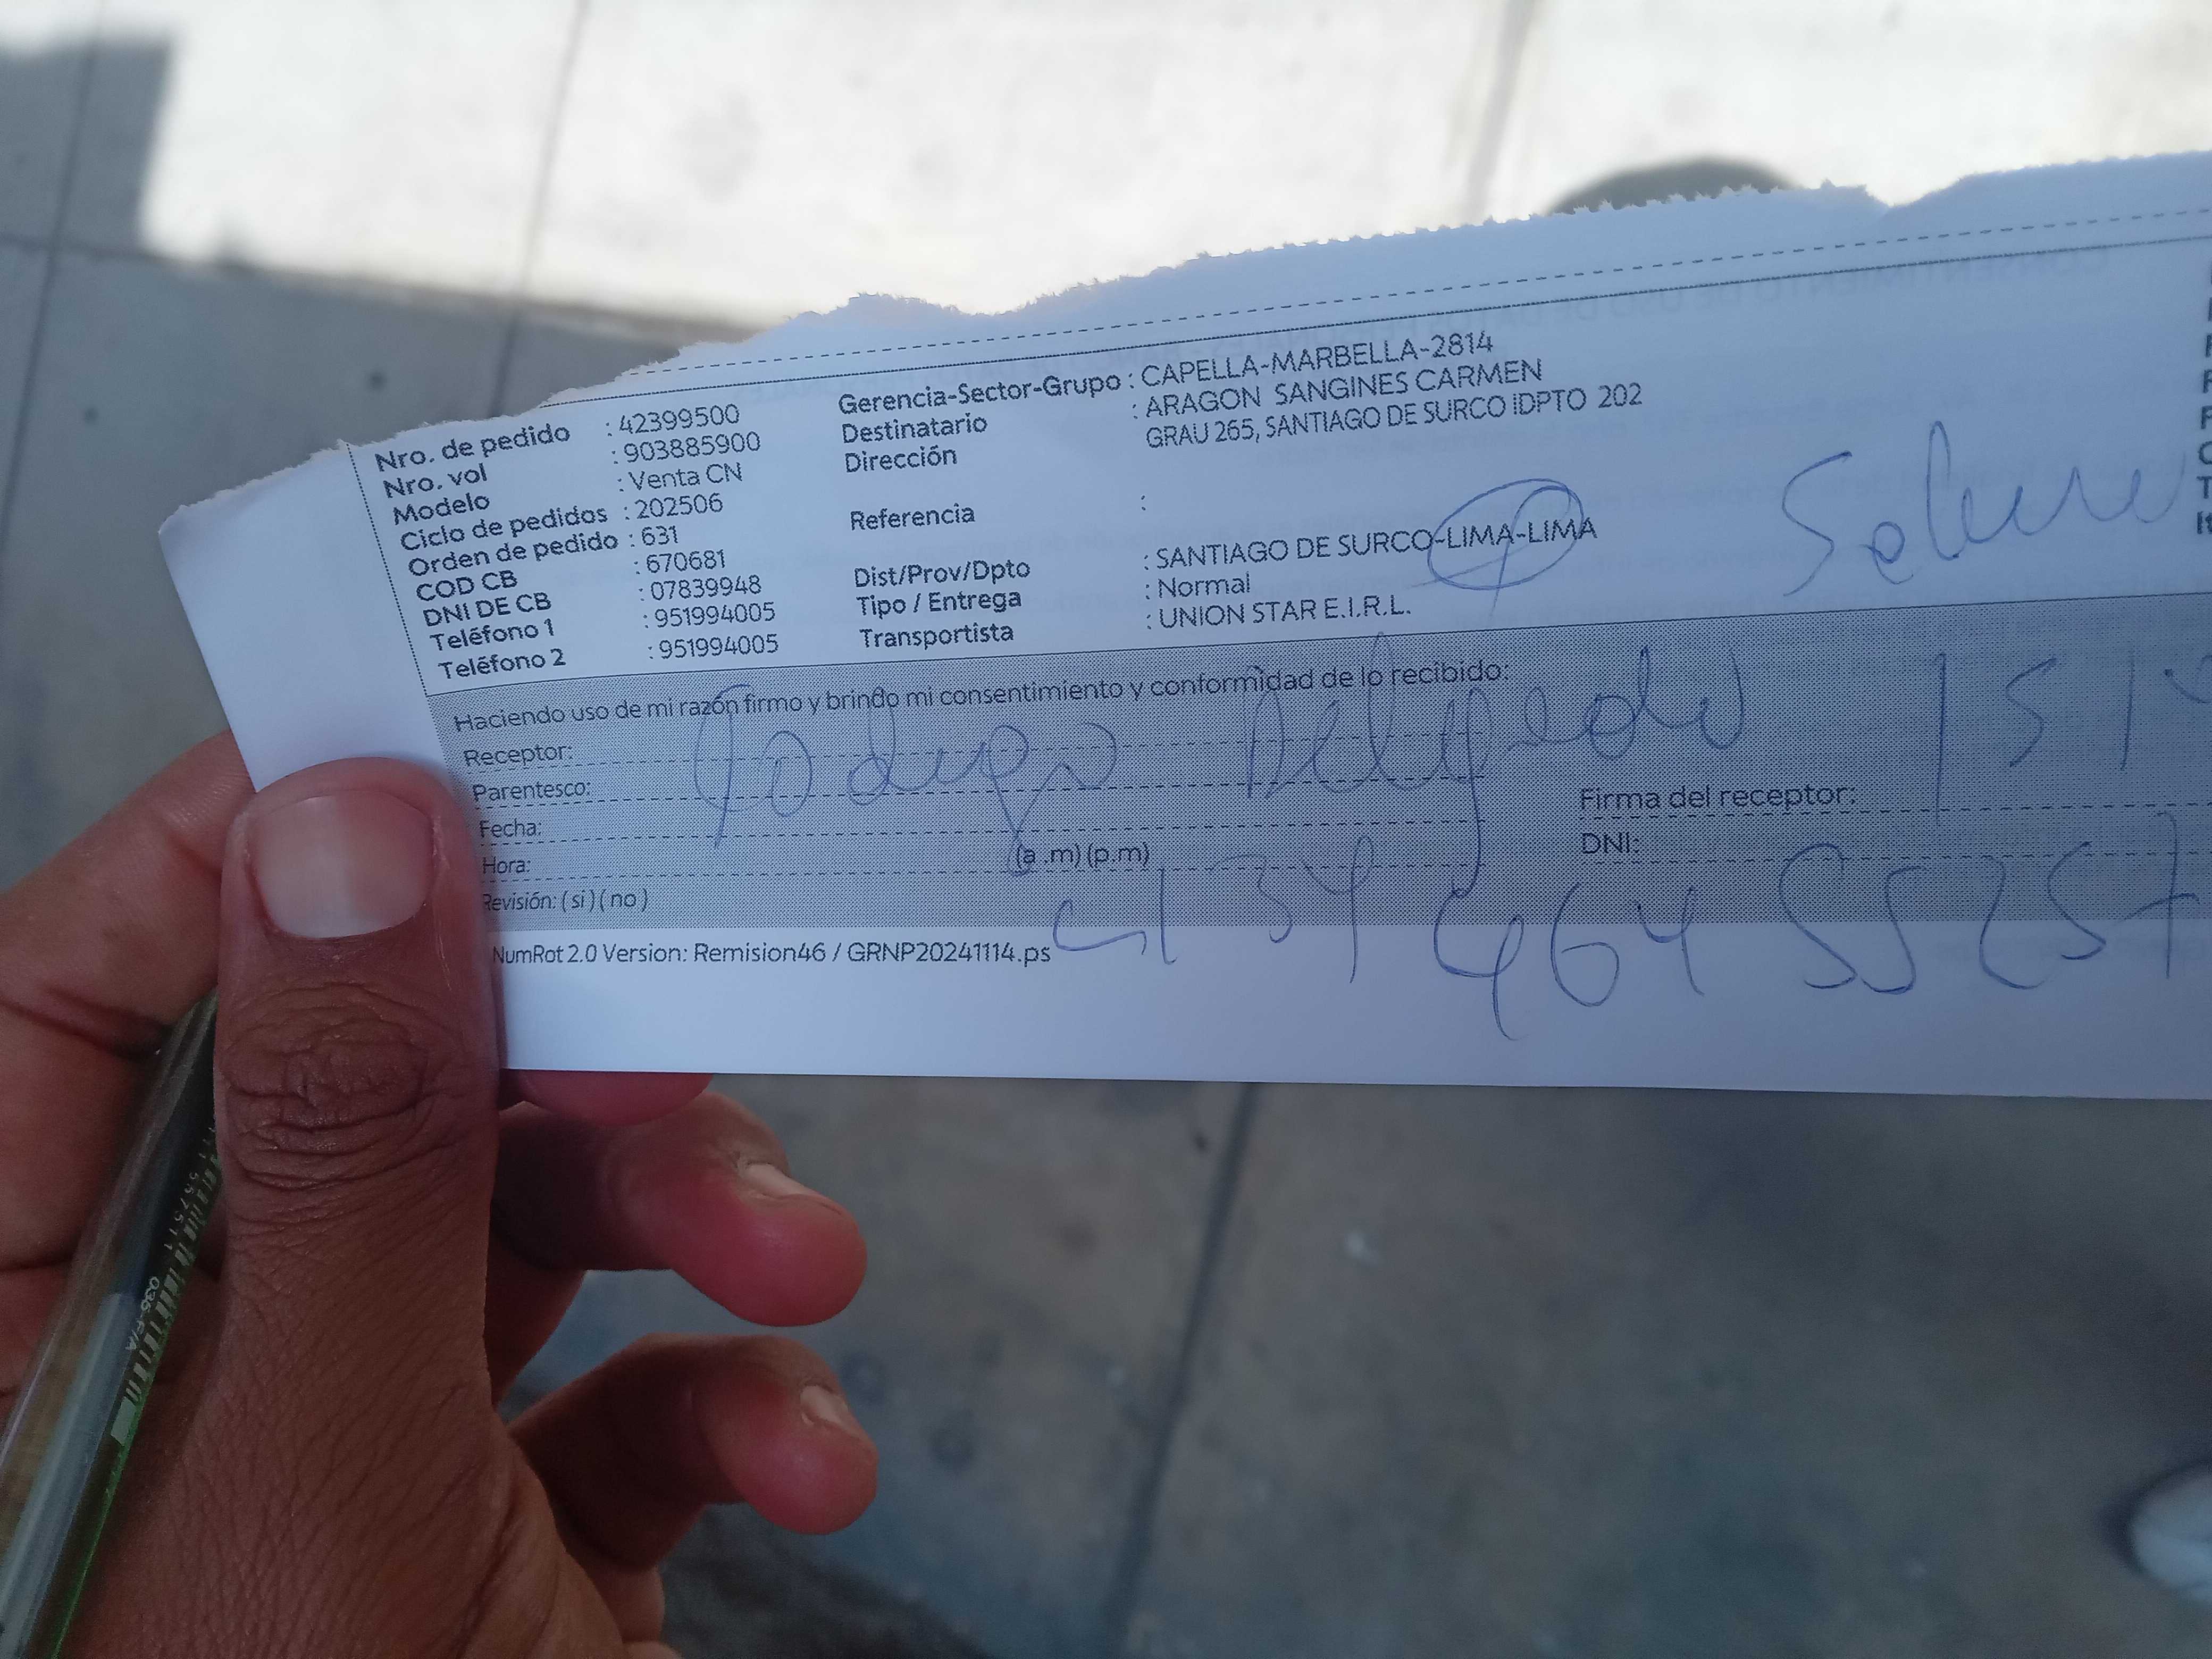 Nro. de pedido : 42399500
Nro. vol : 903885900
Modelo : Venta CN
Ciclo de pedidos : 202506
Orden de pedido : 631
COD CB : 670681
DNI DE CB : 07839948
Teléfono 1 : 951994005
Teléfono 2 : 951994005
Gerencia-Sector-Grupo : CAPELLA-MARBELLA-2814
Destinatario : ARAGON SANGINES CARMEN
Dirección GRAU 265, SANTIAGO DE SURCO IDPTO 202
Referencia :
Dist/Prov/Dpto : SANTIAGO DE SURCO-LIMA-LIMA
Tipo / Entrega : Normal
Transportista : UNION STAR E.I.R.L.
Haciendo uso de mi razón firmo y brindo mi consentimiento y conformidad de lo recibido:
Receptor:
Parentesco:
Fecha:
Hora: (a .m) (p.m)
Revisión: ( si ) ( no )
Firma del receptor:
DNI:
NumRot 2.0 Version: Remision46 / GRNP20241114.ps